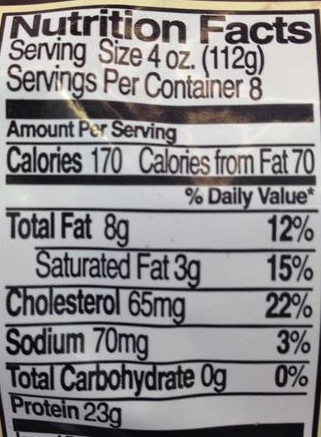 Nutrition Facts
Serving Size 4 oz. (112g)
Servings Per Container 8
Amount Per Serving
Calories 170 Calories from Fat 70
% Daily Value*
Total Fat 8g 12%
Saturated Fat 3g 15%
Cholesterol 65mg 22%
Sodium 70mg 3%
Total Carbohydrate 0g 0%
Protein 23g